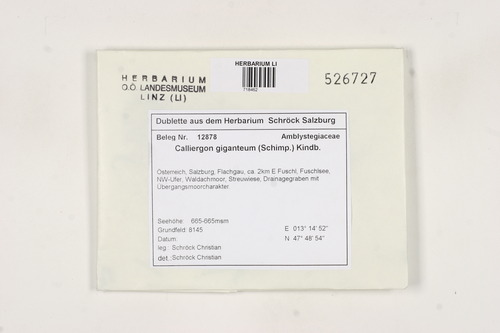 HERBARIUM
O.Ö. LANDESMUSEUM
LINZ (LI)
HERBARIUM LI
526727
Dublette aus dem Herbarium Schröck Salzburg
Beleg Nr. 12878 Amblystegiaceae
Calliergon giganteum (Schimp.) Kindb.
Österreich, Salzburg, Flachgau, ca. 2km E Fuschl, Fuschlsee,
NW-Ufer, Waldachmoor, Streuwiese, Drainagegraben mit
Übergangsmoorcharakter.
Seehöhe: 665-665msm
Grundfeld: 8145 E 013° 14' 52"
Datum: N 47° 48' 54"
leg.: Schröck Christian
det.: Schröck Christian